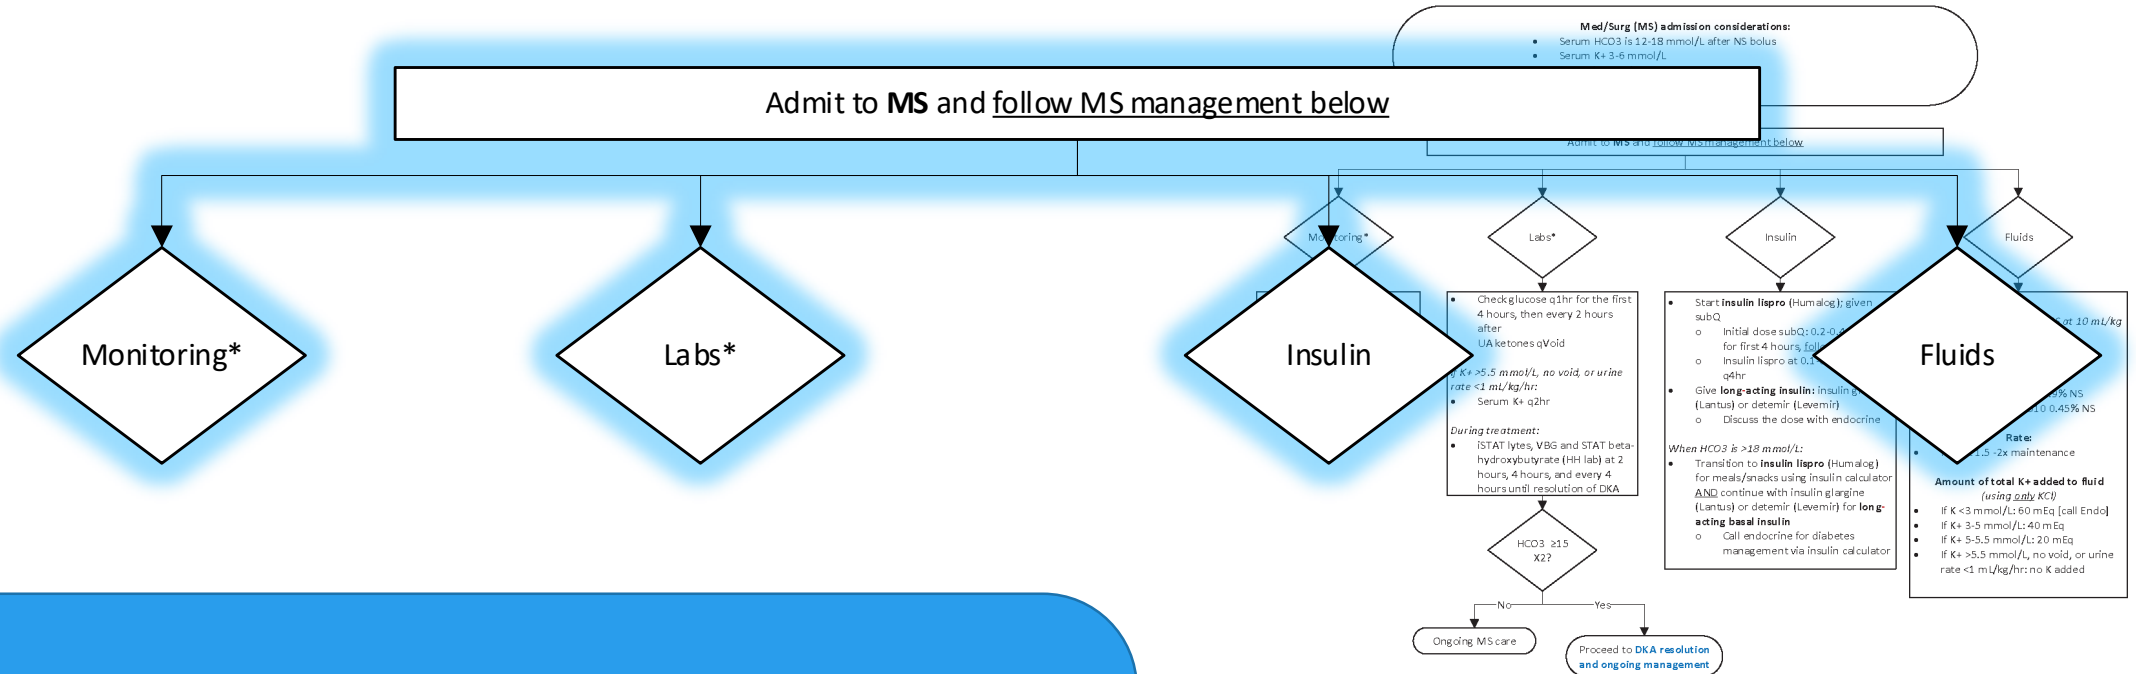 Med/Surg (MS) admission considerations:
• Serum HCO3 is 12-18 mmol/L after NS bolus
• Serum K+ 3-6 mmol/L
Admit to MS and follow MS management below
Admit to MS and follow MS management below
Monitoring*
Labs*
Insulin
Fluids
Monitoring*
Labs*
Insulin
Fluids
• Check glucose q1hr for the first
4 hours, then every 2 hours
after
UA ketones qVoid
If K+ >5.5 mmol/L, no void, or urine
rate <1 mL/kg/hr:
• Serum K+ q2hr
During treatment:
• iSTAT lytes, VBG and STAT beta-
hydroxybutyrate (HH lab) at 2
hours, 4 hours, and every 4
hours until resolution of DKA
HCO3 ≥15
X2?
No
Yes
Ongoing MS care
Proceed to DKA resolution
and ongoing management
• Start insulin lispro (Humalog); given
subQ
o Initial dose subQ:
for first 4 hours,
o Insulin lispro at
q4hr
• Give long-acting insulin: insulin
(Lantus) or detemir (Levemir)
o Discuss the dose with endocrine
When HCO3 is >18 mmol/L:
• Transition to insulin lispro (Humalog)
for meals/snacks using insulin calculator
AND continue with insulin glargine
(Lantus) or detemir (Levemir) for long-
acting basal insulin
o Call endocrine for diabetes
management via insulin calculator
at 10 mL/kg
NS
0.45% NS
Rate:
1.5 -2x maintenance
Amount of total K+ added to fluid
(using only KCl)
• If K <3 mmol/L: 60 mEq [call Endo]
• If K+ 3-5 mmol/L: 40 mEq
• If K+ 5-5.5 mmol/L: 20 mEq
• If K+ >5.5 mmol/L, no void, or urine
rate <1 mL/kg/hr: no K added